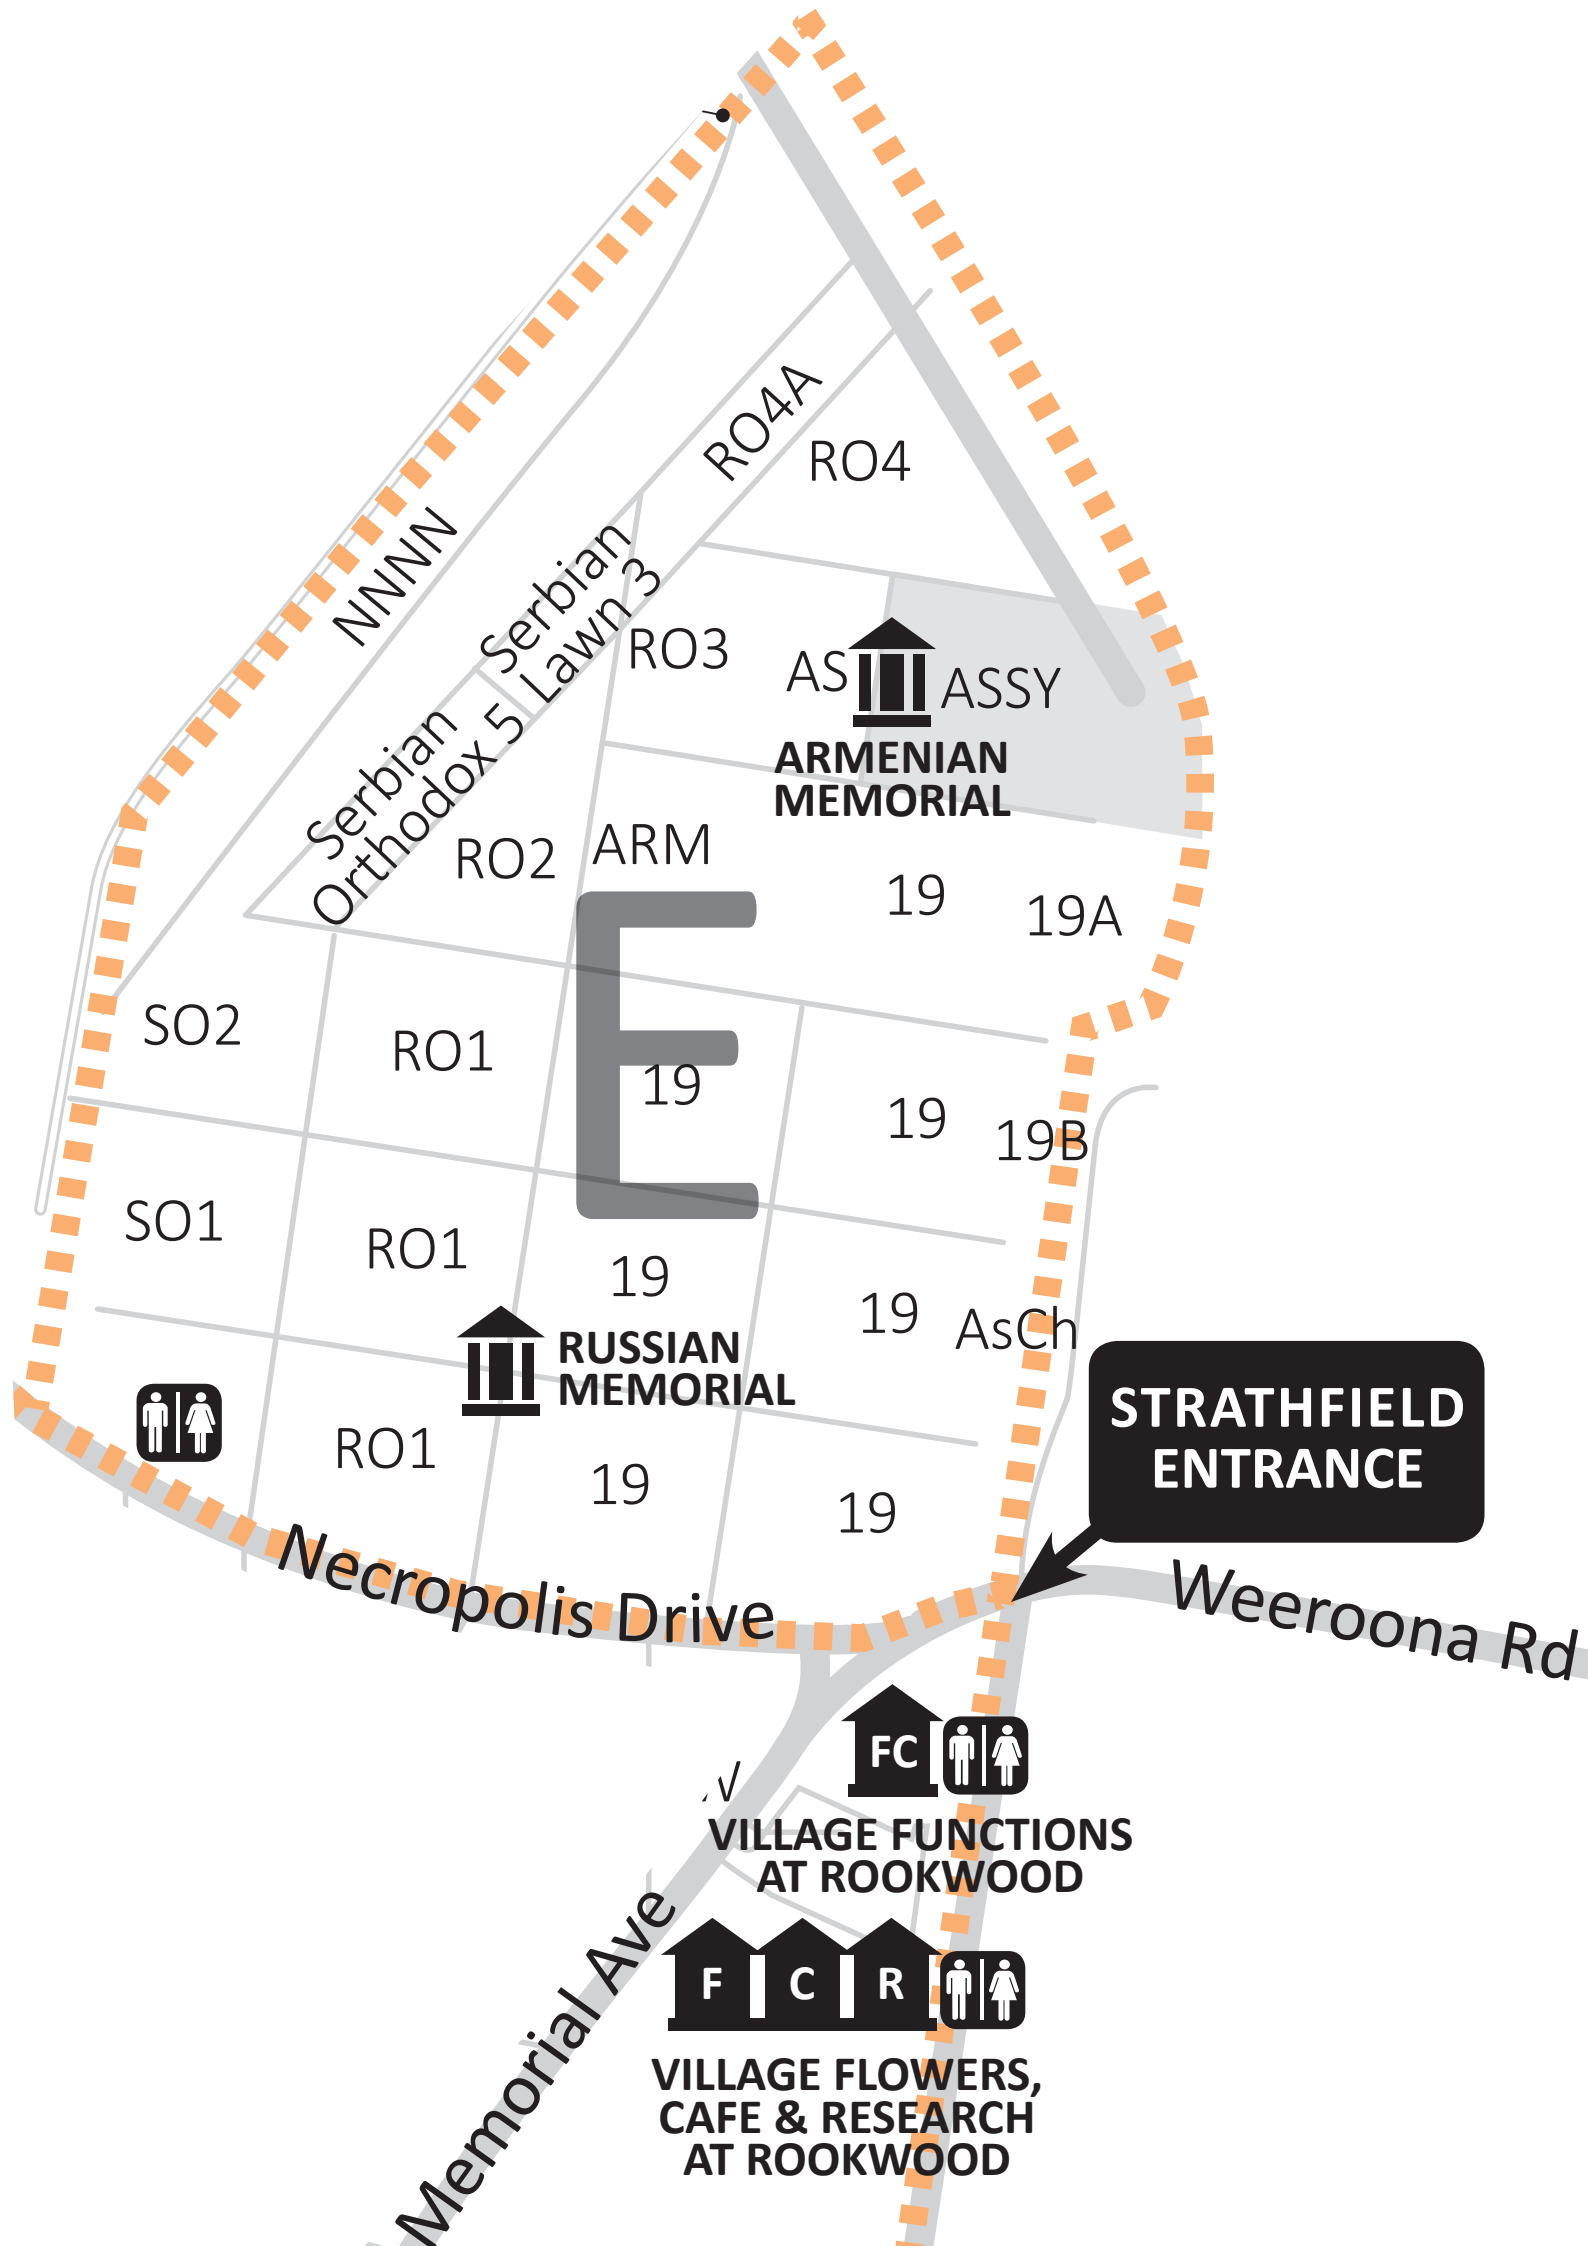 RO4A
RO4
NNNN
Serbian
Lawn 3
RO3
AS
ASSY
ARMENIAN
MEMORIAL
Serbian
Orthodox 5
RO2
ARM
19
19A
E
SO2
RO1
19
19
19B
SO1
RO1
19
19
AsCh
RUSSIAN
MEMORIAL
STRATHFIELD
ENTRANCE
RO1
19
19
Necropolis Drive
Weeroona Rd
FC
VILLAGE FUNCTIONS
AT ROOKWOOD
Memorial Ave
F C R
VILLAGE FLOWERS,
CAFE & RESEARCH
AT ROOKWOOD